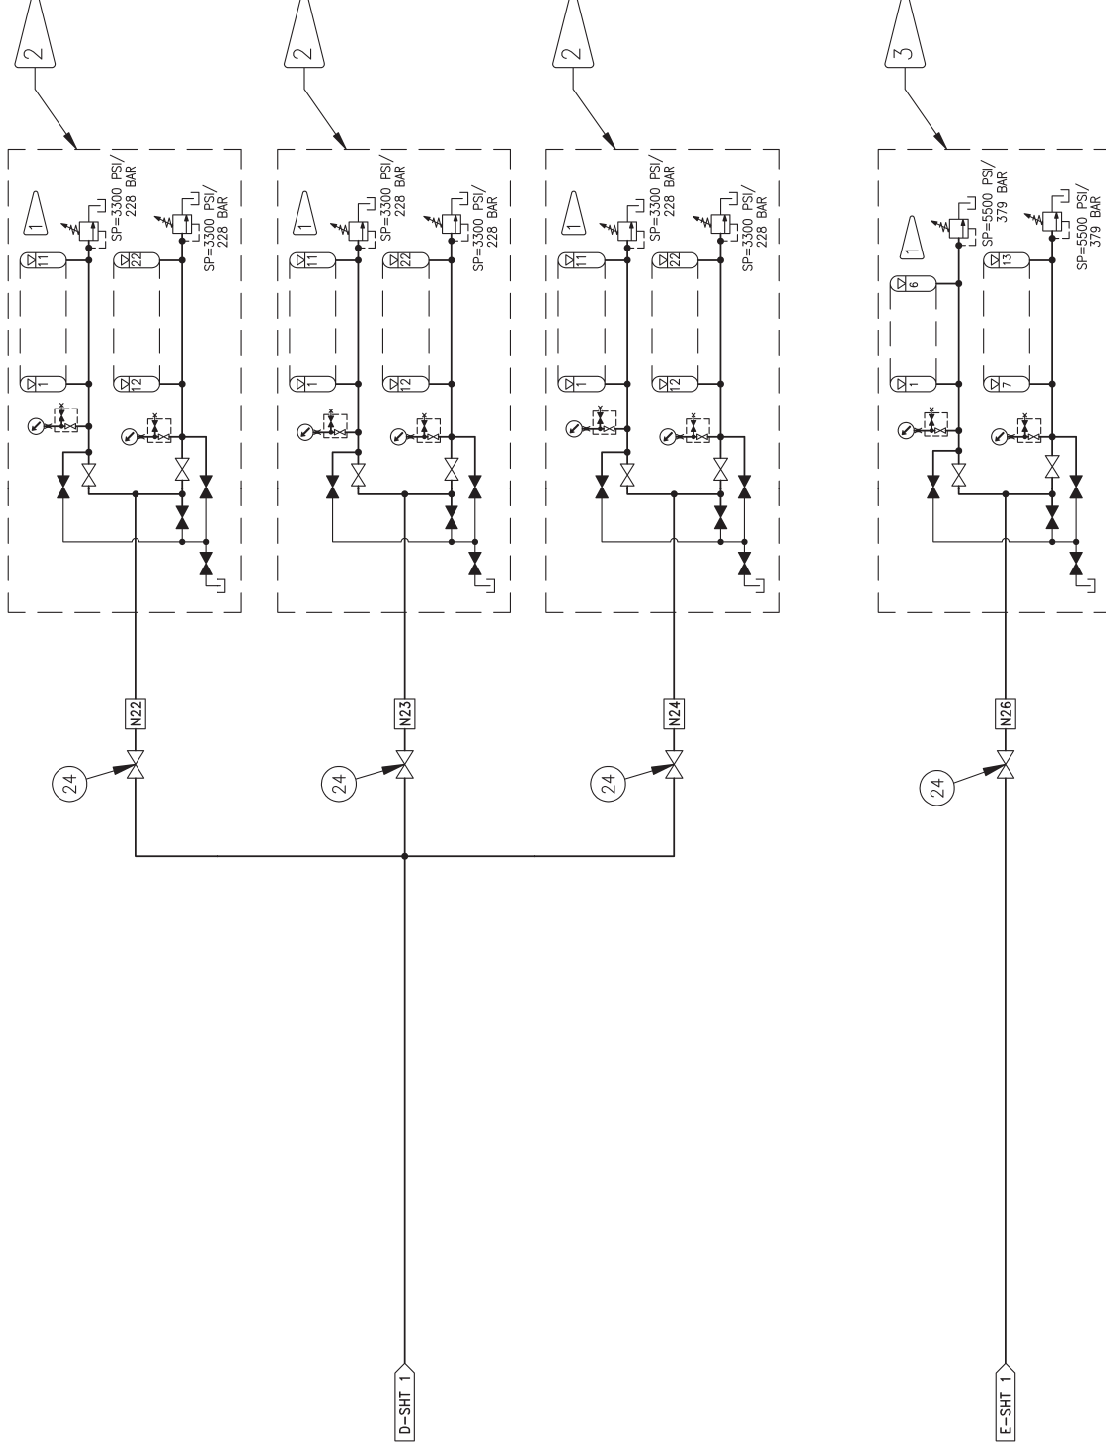 2
2
2
3
1
11
1
22
12
SP=3300 PSI/
228 BAR
SP=3300 PSI/
228 BAR
1
11
1
22
12
SP=3300 PSI/
228 BAR
SP=3300 PSI/
228 BAR
1
11
1
22
12
SP=3300 PSI/
228 BAR
SP=3300 PSI/
228 BAR
1
6
1
13
7
SP=5500 PSI/
379 BAR
SP=5500 PSI/
379 BAR
N22
N23
N24
N26
24
24
24
24
D-SHT 1
E-SHT 1